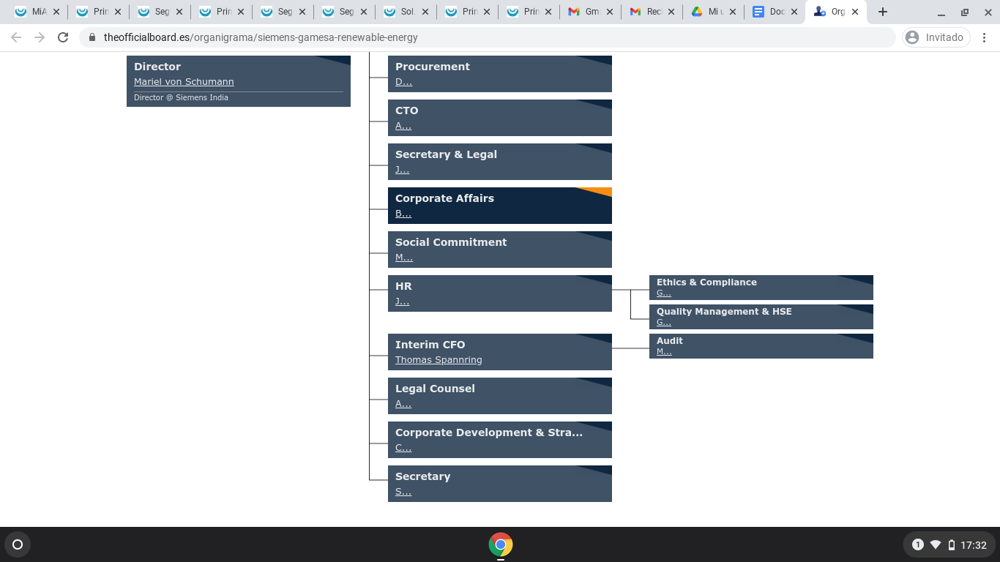 MiA
Prin
Seg
Prin
Seg
Seg
Sol.
Prin
Prin
Gm
Rec
Mi u
Doc
Org
theofficialboard.es/organigrama/siemens-gamesa-renewable-energy
Invitado
Director
Mariel von Schumann
Director @ Siemens India
Procurement
D...
CTO
A...
Secretary & Legal
J...
Corporate Affairs
B...
Social Commitment
M...
HR
J...
Ethics & Compliance
G...
Quality Management & HSE
G...
Interim CFO
Thomas Spannring
Audit
M...
Legal Counsel
A...
Corporate Development & Stra...
C...
Secretary
S...
1
17:32